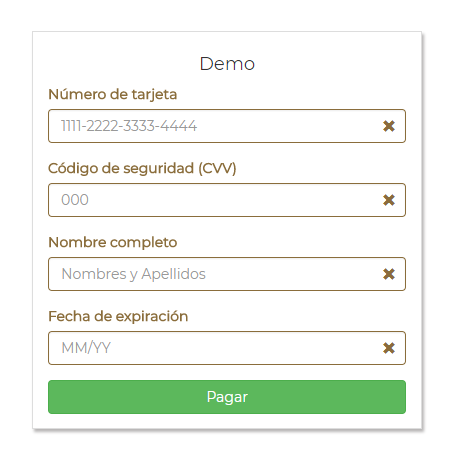 Demo
Número de tarjeta
1111-2222-3333-4444
Código de seguridad (CVV)
000
Nombre completo
Nombres y Apellidos
Fecha de expiración
MM/YY
Pagar